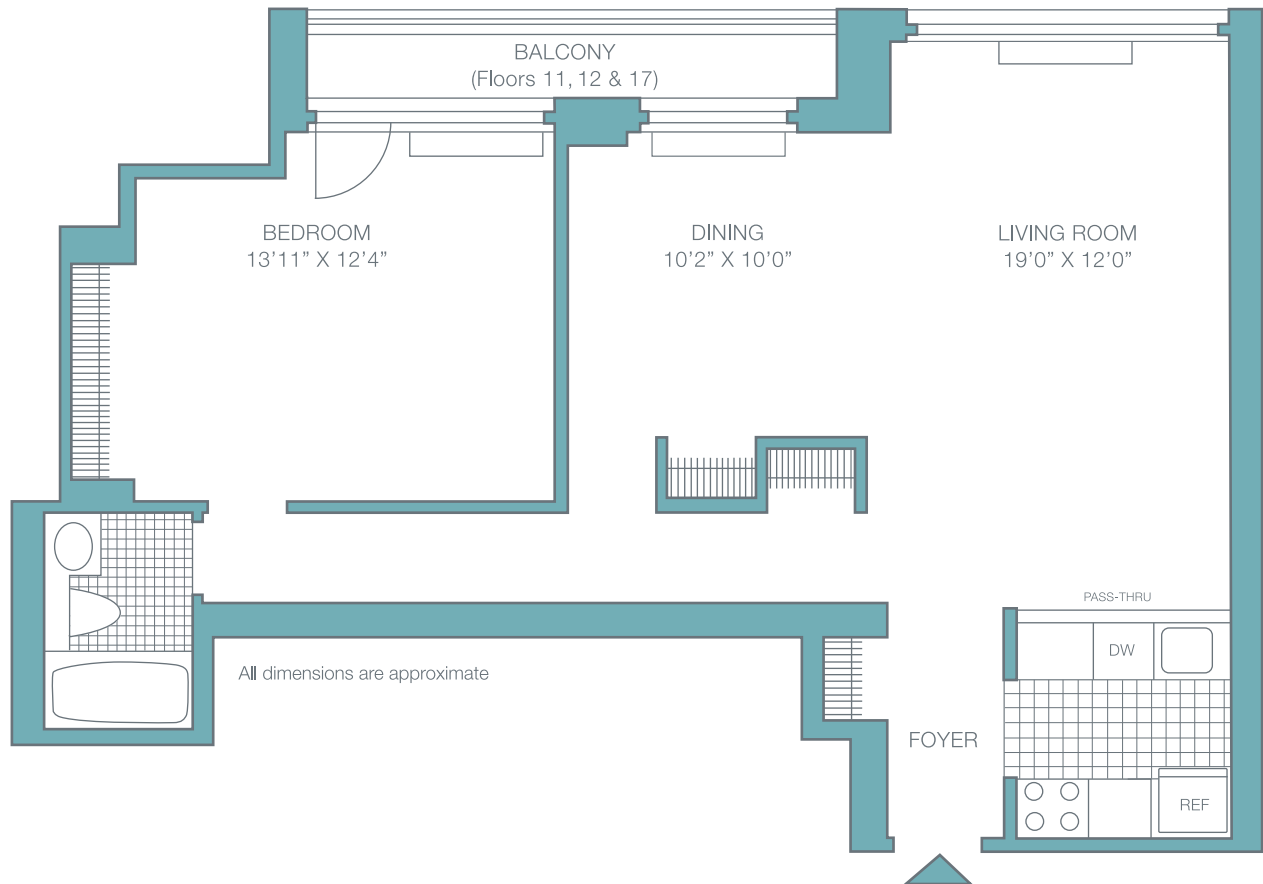 BALCONY
(Floors 11, 12 & 17)
BEDROOM
13’11” X 12’4”
DINING
10’2” X 10’0”
LIVING ROOM
19’0” X 12’0”
PASS-THRU
DW
All dimensions are approximate
FOYER
REF